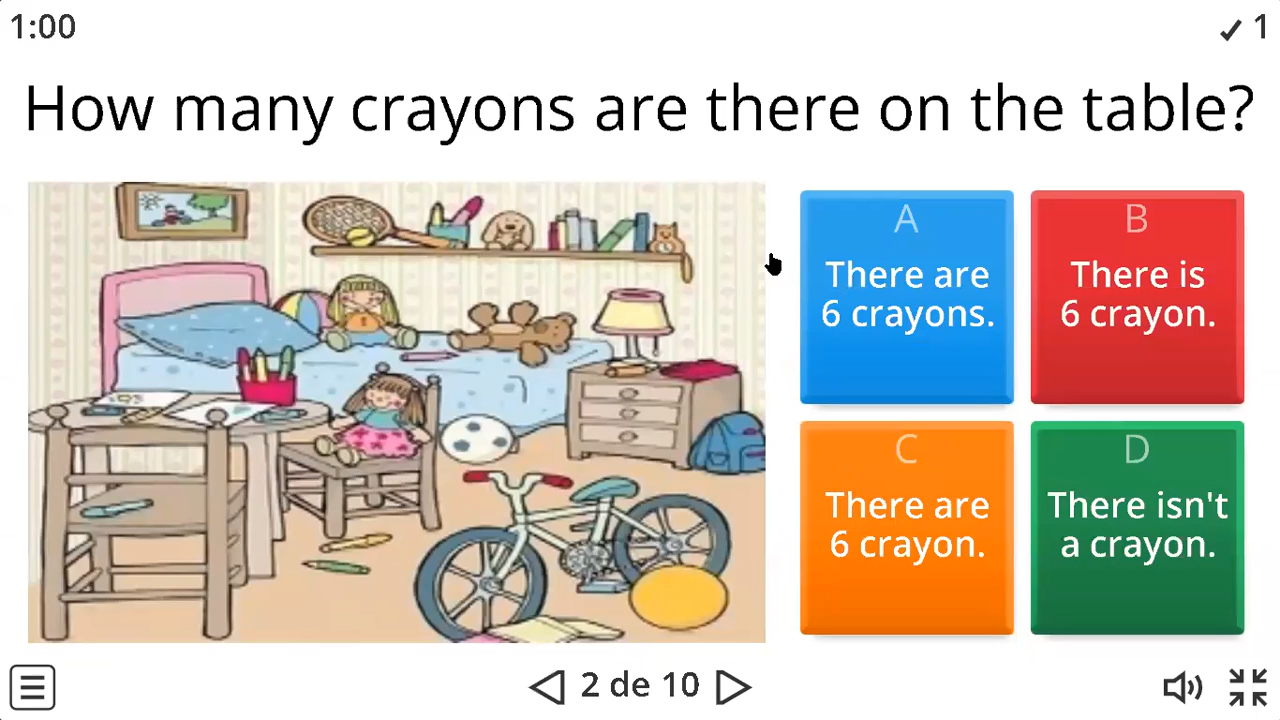 1:00
✓ 1
How many crayons are there on the table?
A
There are
6 crayons.
B
There is
6 crayon.
C
There are
6 crayon.
D
There isn't
a crayon.
2 de 10